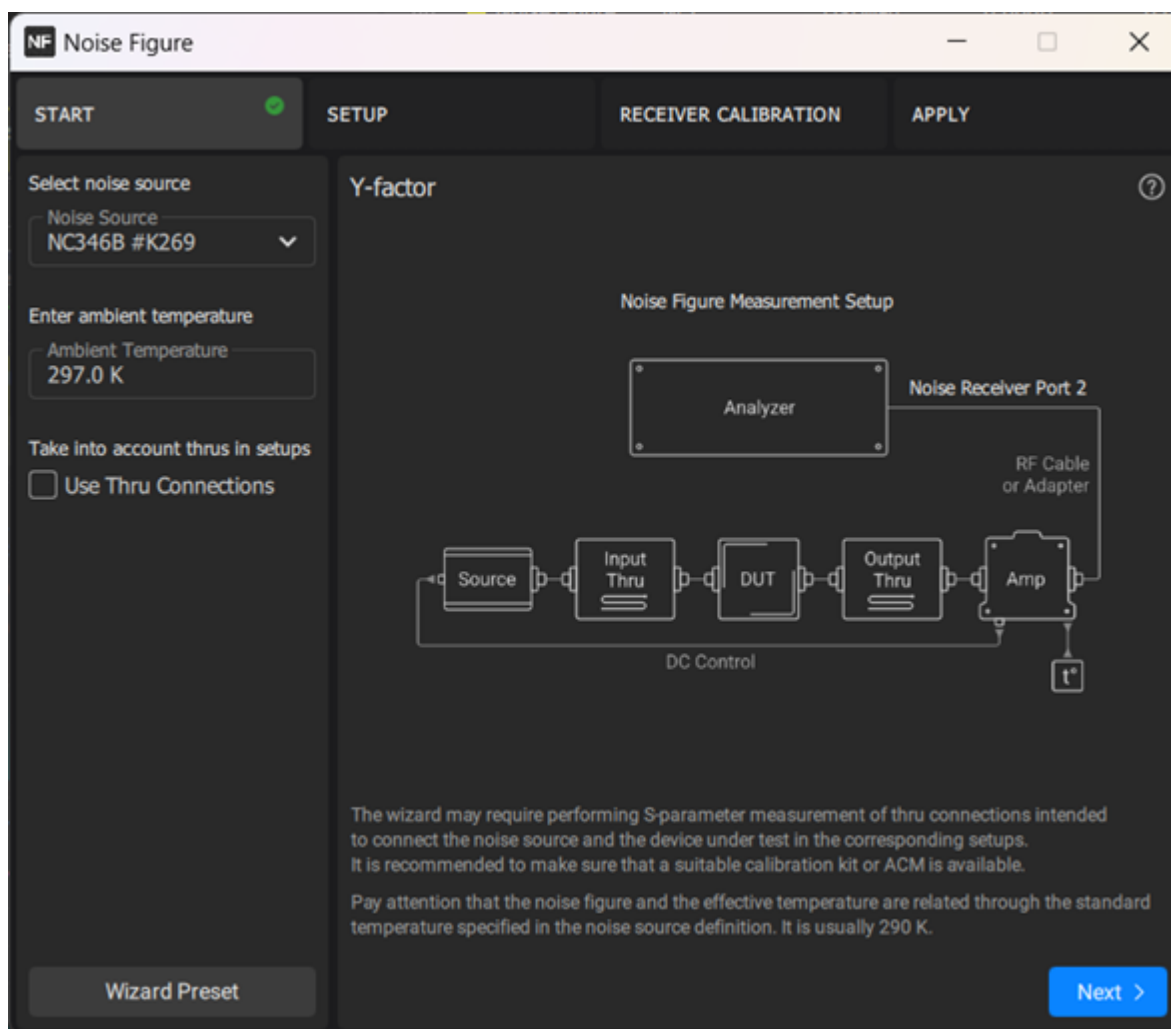 NF Noise Figure
START
SETUP
RECEIVER CALIBRATION
APPLY
Select noise source
Noise Source
NC346B #K269
Enter ambient temperature
Ambient Temperature
297.0 K
Take into account thrus in setups
Use Thru Connections
Wizard Preset
Y-factor
?
Noise Figure Measurement Setup
Analyzer
Noise Receiver Port 2
RF Cable
or Adapter
Source
Input
Thru
DUT
Output
Thru
Amp
DC Control
t°
The wizard may require performing S-parameter measurement of thru connections intended
to connect the noise source and the device under test in the corresponding setups.
It is recommended to make sure that a suitable calibration kit or ACM is available.
Pay attention that the noise figure and the effective temperature are related through the standard
temperature specified in the noise source definition. It is usually 290 K.
Next >